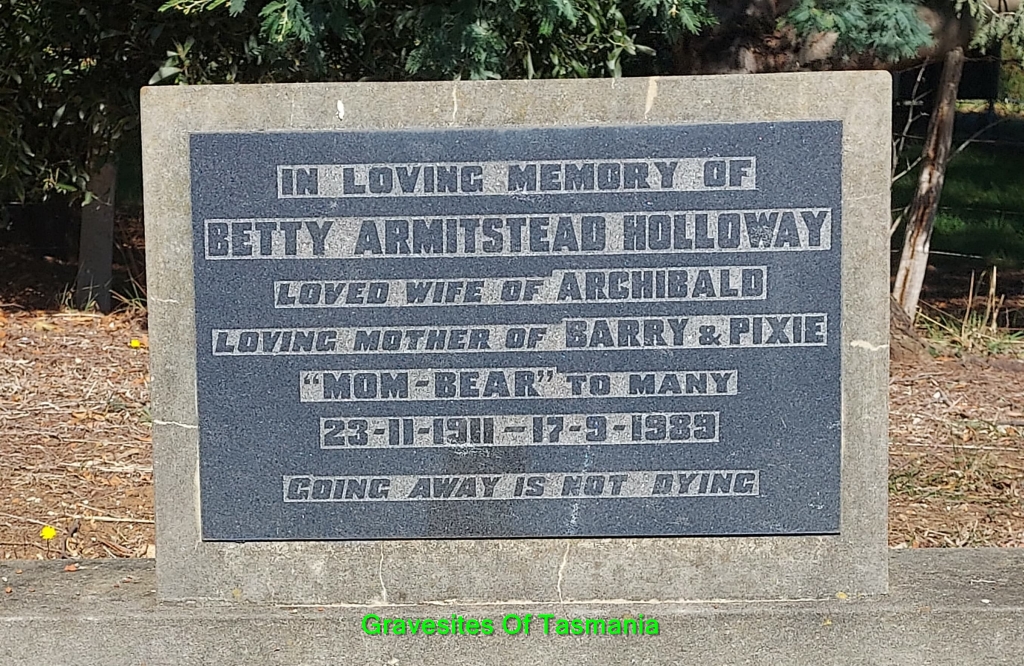 IN LOVING MEMORY OF
BETTY ARMITSTEAD HOLLOWAY
LOVED WIFE OF ARCHIBALD
LOVING MOTHER OF BARRY & PIXIE
"MOM-BEAR" TO MANY
23-11-1911-17-9-1989
GOING AWAY IS NOT DYING
Gravesites Of Tasmania